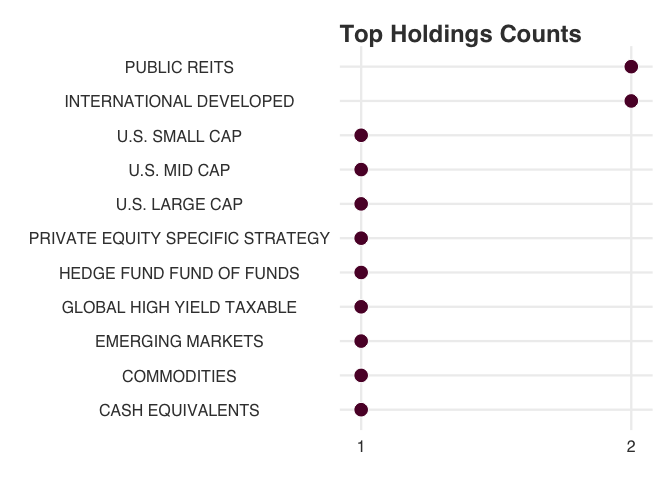 Top Holdings Counts
PUBLIC REITS
INTERNATIONAL DEVELOPED
U.S. SMALL CAP
U.S. MID CAP
U.S. LARGE CAP
PRIVATE EQUITY SPECIFIC STRATEGY
HEDGE FUND FUND OF FUNDS
GLOBAL HIGH YIELD TAXABLE
EMERGING MARKETS
COMMODITIES
CASH EQUIVALENTS
1 2